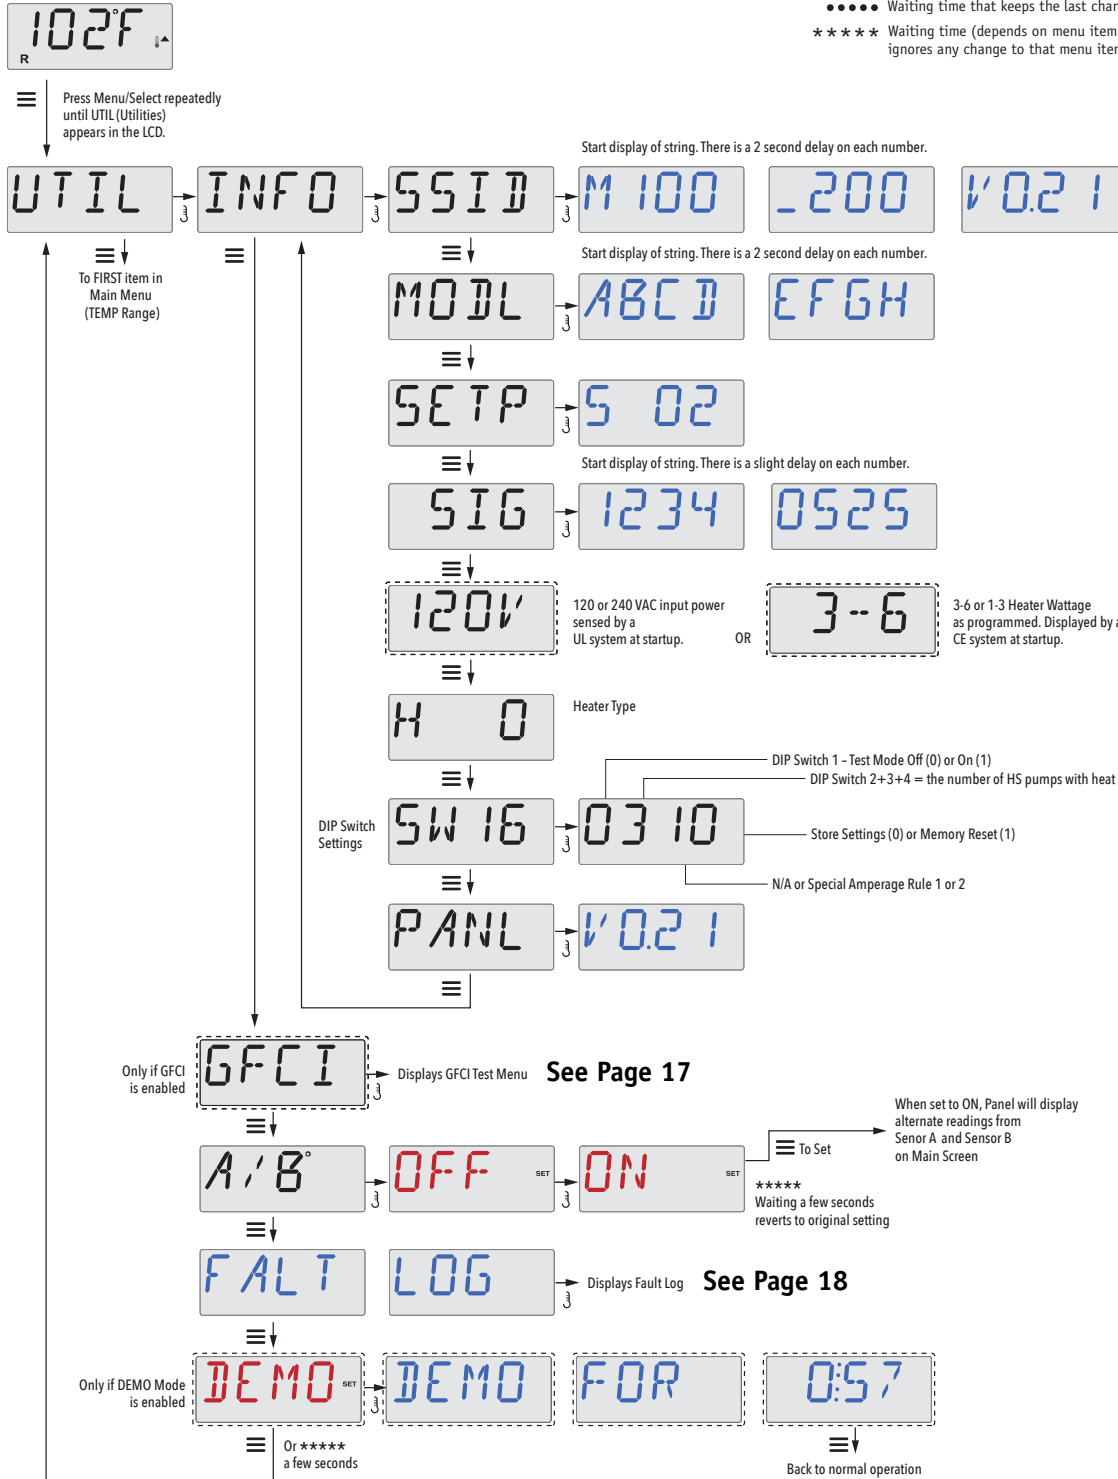 ••••• Waiting time that keeps the last
***** Waiting time (depends on menu item
ignores any change to that menu
102°F
R
Press Menu/Select repeatedly
until UTIL (Utilities)
appears in the LCD.
Start display of string. There is a 2 second delay on each number.
UTIL INFO SSID M 100 _200 V 0.21
To FIRST item in
Main Menu
(TEMP Range)
Start display of string. There is a 2 second delay on each number.
MODL ABCD EFGH
SETP S 02
Start display of string. There is a slight delay on each number.
SIG 1234 0525
120V
120 or 240 VAC input power
sensed by a
UL system at startup.
OR
3--6
3-6 or 1-3 Heater Wattage
as programmed. Displayed by a
CE system at startup.
H 0
Heater Type
DIP Switch 1 – Test Mode Off (0) or On (1)
DIP Switch 2+3+4 = the number of HS pumps with heat
DIP Switch
Settings
SW 16 03 10
Store Settings (0) or Memory Reset (1)
N/A or Special Amperage Rule 1 or 2
PANL V 0.21
Only if GFCI
is enabled
GFCI
Displays GFCI Test Menu See Page 17
A/B° OFF SET ON SET
To Set
When set to ON, Panel will display
alternate readings from
Senor A and Sensor B
on Main Screen
*****
Waiting a few seconds
reverts to original setting
FALT LOG
Displays Fault Log See Page 18
Only if DEMO Mode
is enabled
DEMO SET DEMO FOR 0:57
Or *****
a few seconds
Back to normal operation